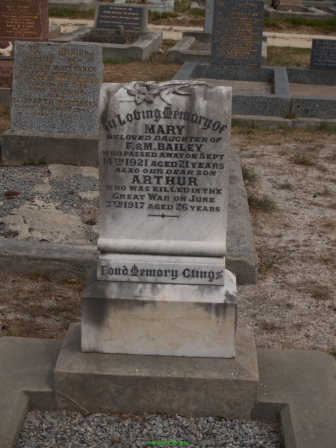 In Loving Memory of
MARY
BELOVED DAUGHTER OF
F.& M. BAILEY
WHO PASSED AWAY ON SEPT
14TH 1921 AGED 21 YEARS
ALSO OUR DEAR SON
ARTHUR
WHO WAS KILLED IN THE
GREAT WAR ON JUNE
7TH 1917 AGED 26 YEARS
Fond Memory Clings